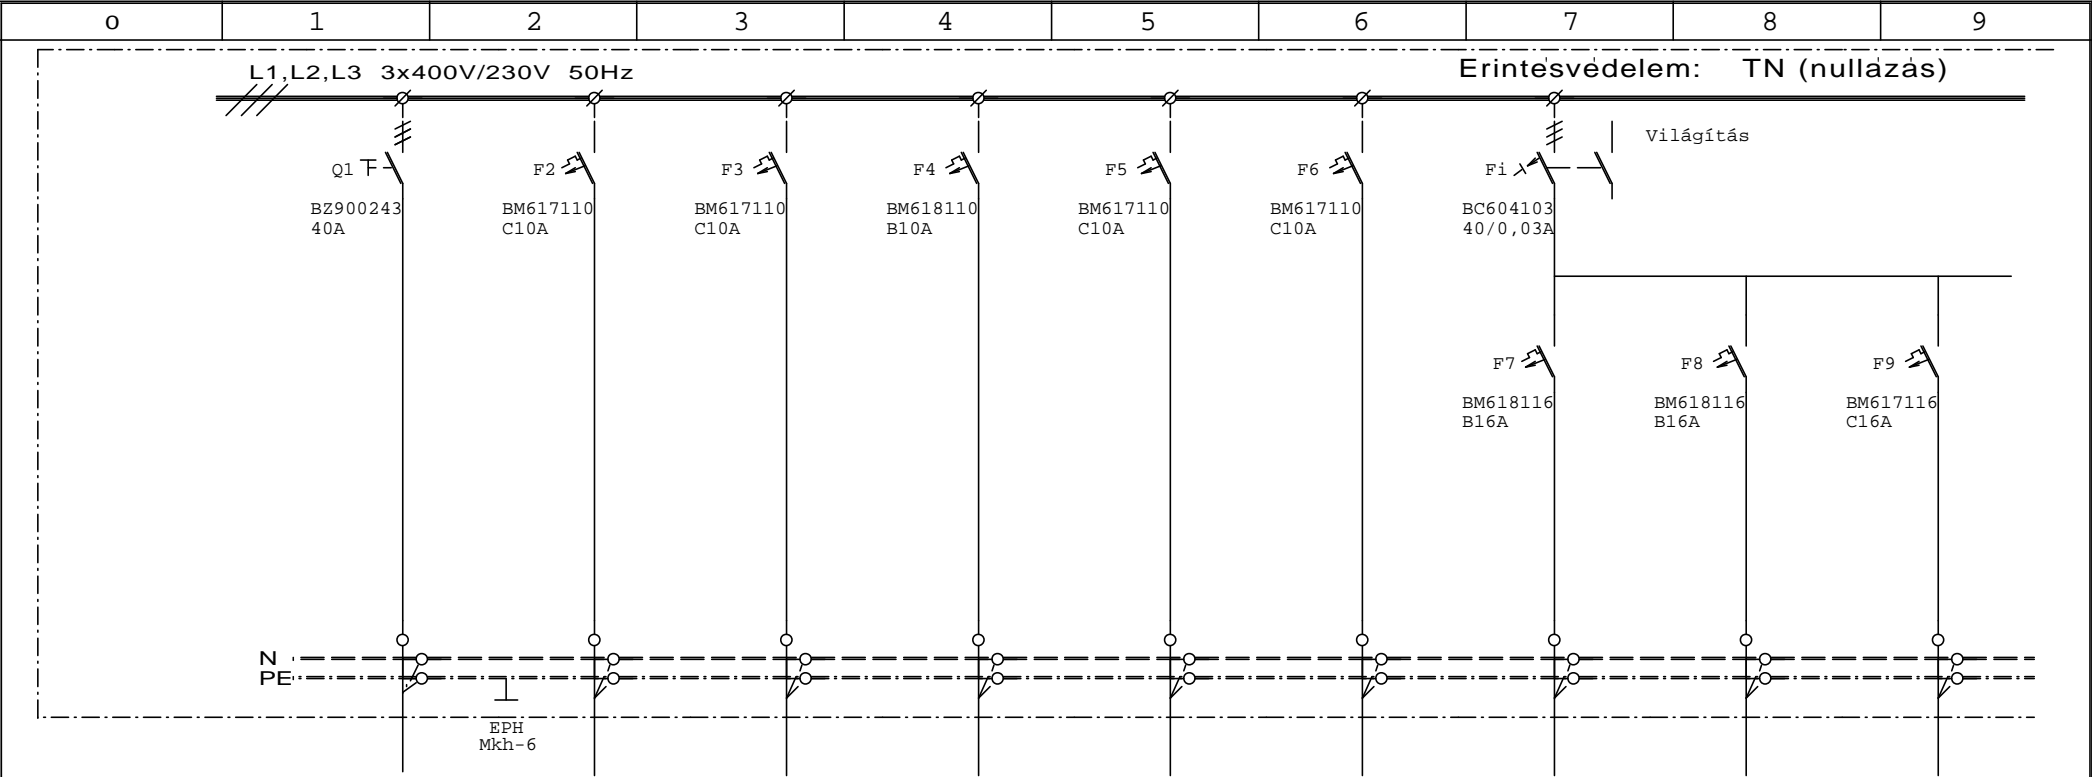 0 1 2 3 4 5 6 7 8 9
L1,L2,L3 3x400V/230V 50Hz
Érintésvédelem: TN (nullázás)
Világítás
Q1 F2 F3 F4 F5 F6 Fi
BZ900243 BM617110 BM617110 BM618110 BM617110 BM617110 BC604103
40A C10A C10A B10A C10A C10A 40/0,03A
F7 F8 F9
BM618116 BM618116 BM617116
B16A B16A C16A
N
PE
EPH
Mkh-6